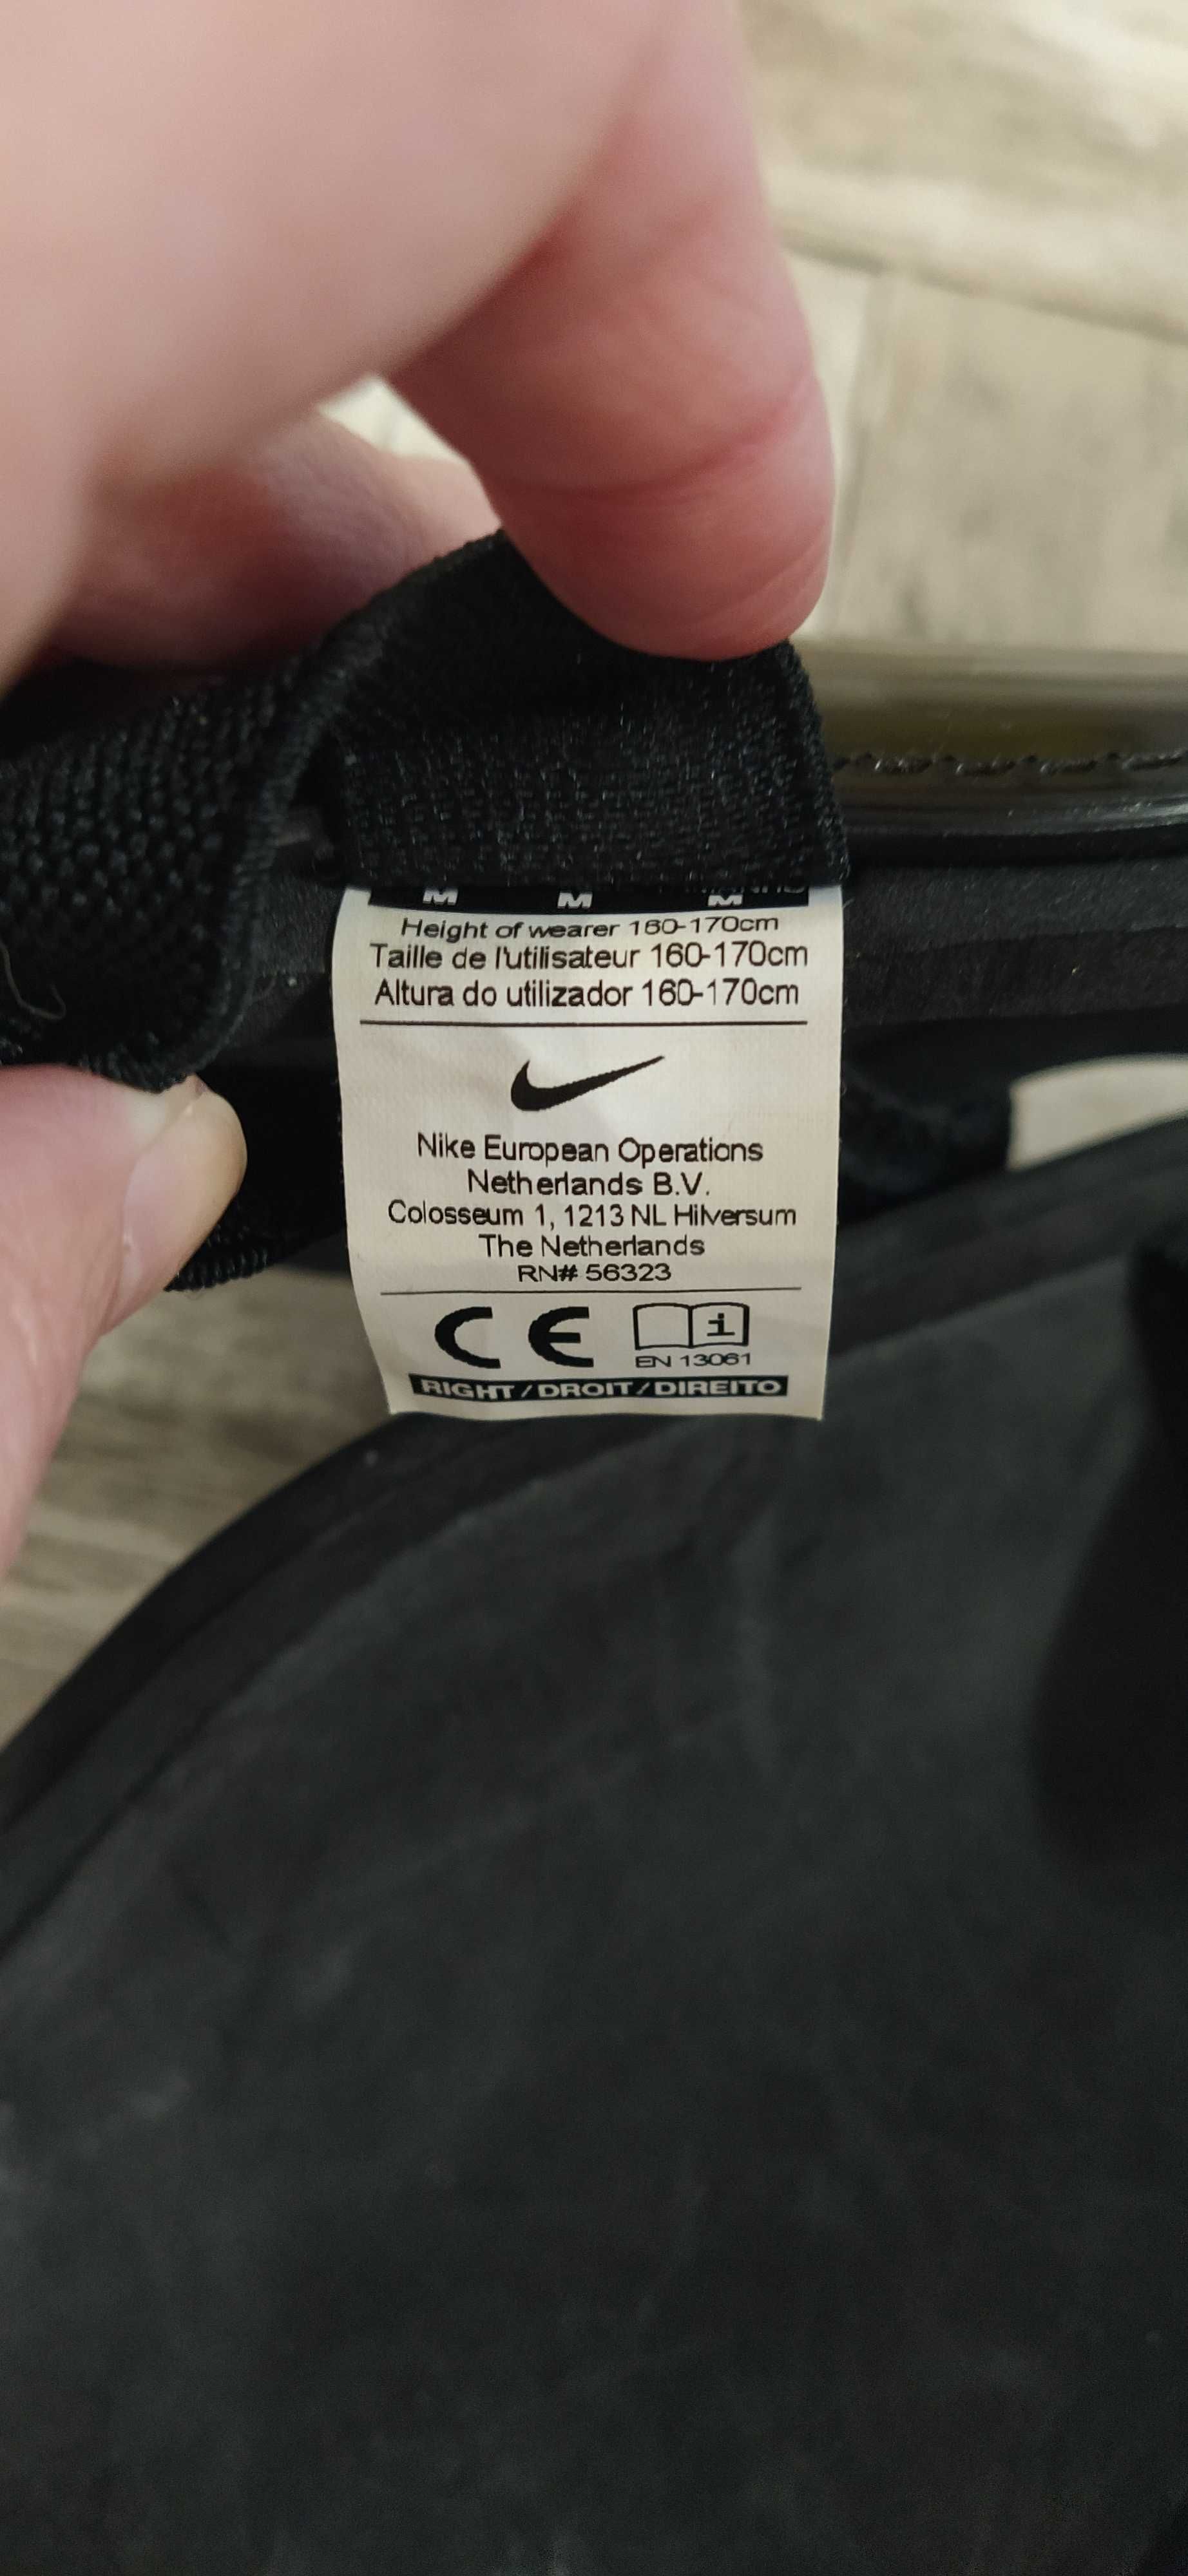 M M M
Height of wearer 160-170cm
Taille de l'utilisateur 160-170cm
Altura do utilizador 160-170cm
Nike European Operations
Netherlands B.V.
Colosseum 1, 1213 NL Hilversum
The Netherlands
RN# 56323
CE i
EN 13061
RIGHT/DROIT/DIREITO